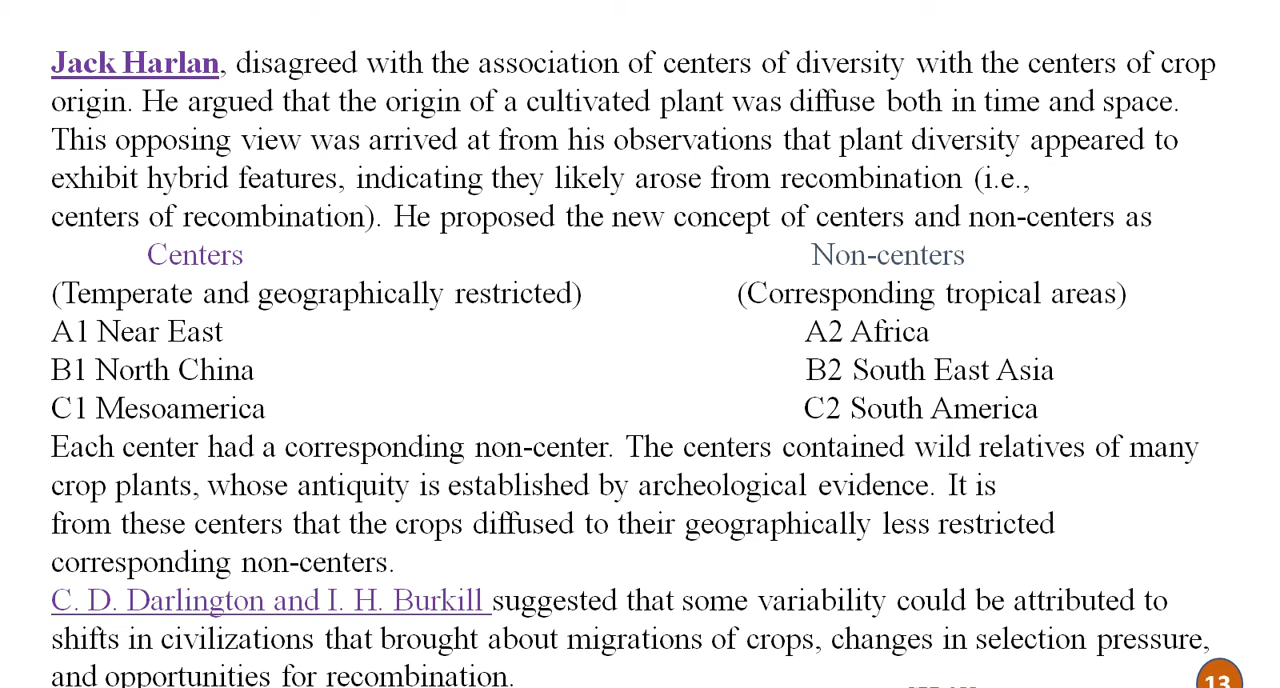 Jack Harlan, disagreed with the association of centers of diversity with the centers of crop
origin. He argued that the origin of a cultivated plant was diffuse both in time and space.
This opposing view was arrived at from his observations that plant diversity appeared to
exhibit hybrid features, indicating they likely arose from recombination (i.e.,
centers of recombination). He proposed the new concept of centers and non-centers as
Centers Non-centers
(Temperate and geographically restricted) (Corresponding tropical areas)
A1 Near East A2 Africa
B1 North China B2 South East Asia
C1 Mesoamerica C2 South America
Each center had a corresponding non-center. The centers contained wild relatives of many
crop plants, whose antiquity is established by archeological evidence. It is
from these centers that the crops diffused to their geographically less restricted
corresponding non-centers.
C. D. Darlington and I. H. Burkill suggested that some variability could be attributed to
shifts in civilizations that brought about migrations of crops, changes in selection pressure,
and opportunities for recombination.
13